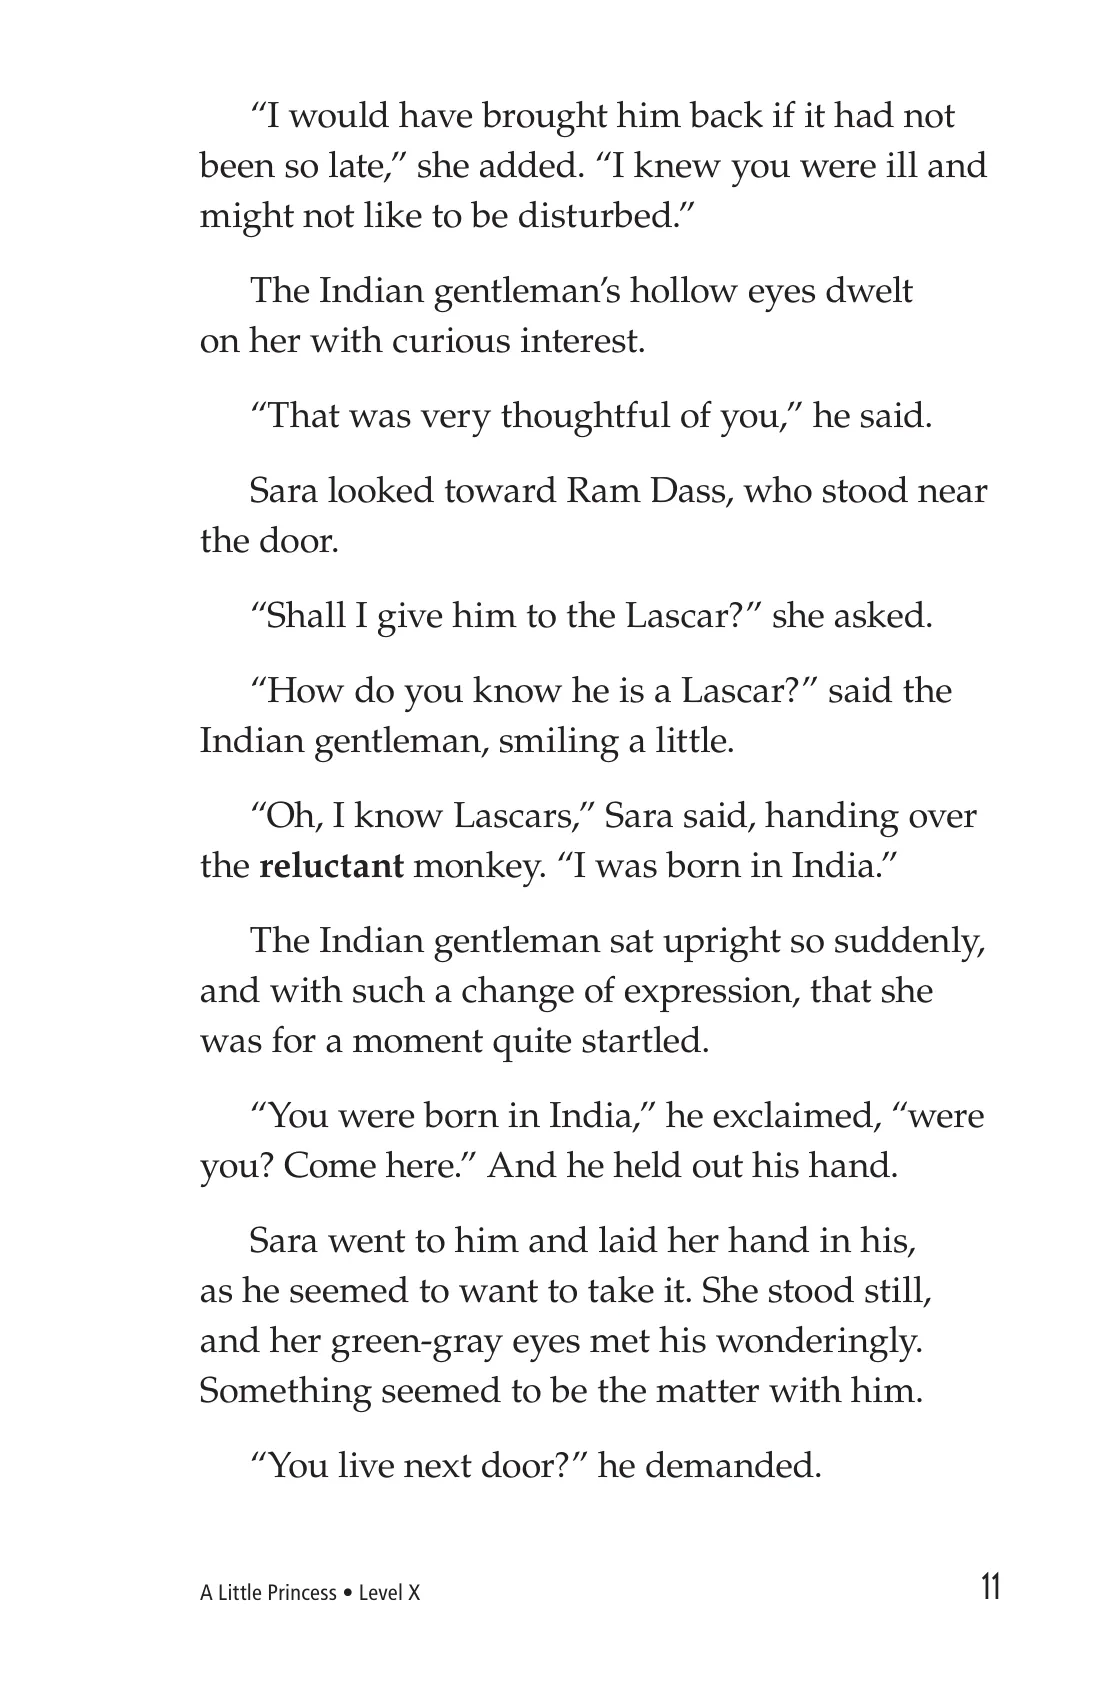 “I would have brought him back if it had not
been so late,” she added. “I knew you were ill and
might not like to be disturbed.”
The Indian gentleman’s hollow eyes dwelt
on her with curious interest.
“That was very thoughtful of you,” he said.
Sara looked toward Ram Dass, who stood near
the door.
“Shall I give him to the Lascar?” she asked.
“How do you know he is a Lascar?” said the
Indian gentleman, smiling a little.
“Oh, I know Lascars,” Sara said, handing over
the reluctant monkey. “I was born in India.”
The Indian gentleman sat upright so suddenly,
and with such a change of expression, that she
was for a moment quite startled.
“You were born in India,” he exclaimed, “were
you? Come here.” And he held out his hand.
Sara went to him and laid her hand in his,
as he seemed to want to take it. She stood still,
and her green-gray eyes met his wonderingly.
Something seemed to be the matter with him.
“You live next door?” he demanded.
A Little Princess • Level X 11